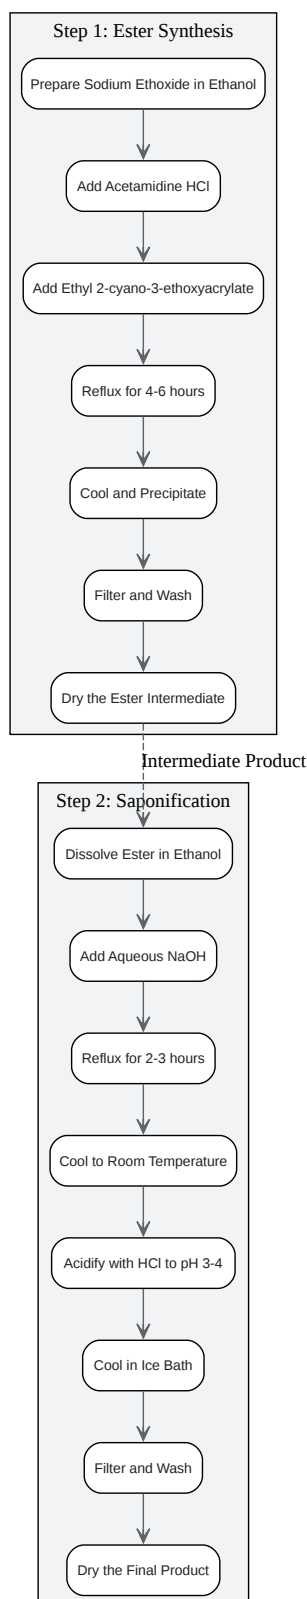 Step 1: Ester Synthesis
Prepare Sodium Ethoxide in Ethanol
Add Acetamidine HCl
Add Ethyl 2-cyano-3-ethoxyacrylate
Reflux for 4-6 hours
Cool and Precipitate
Filter and Wash
Dry the Ester Intermediate
Intermediate Product
Step 2: Saponification
Dissolve Ester in Ethanol
Add Aqueous NaOH
Reflux for 2-3 hours
Cool to Room Temperature
Acidify with HCl to pH 3-4
Cool in Ice Bath
Filter and Wash
Dry the Final Product